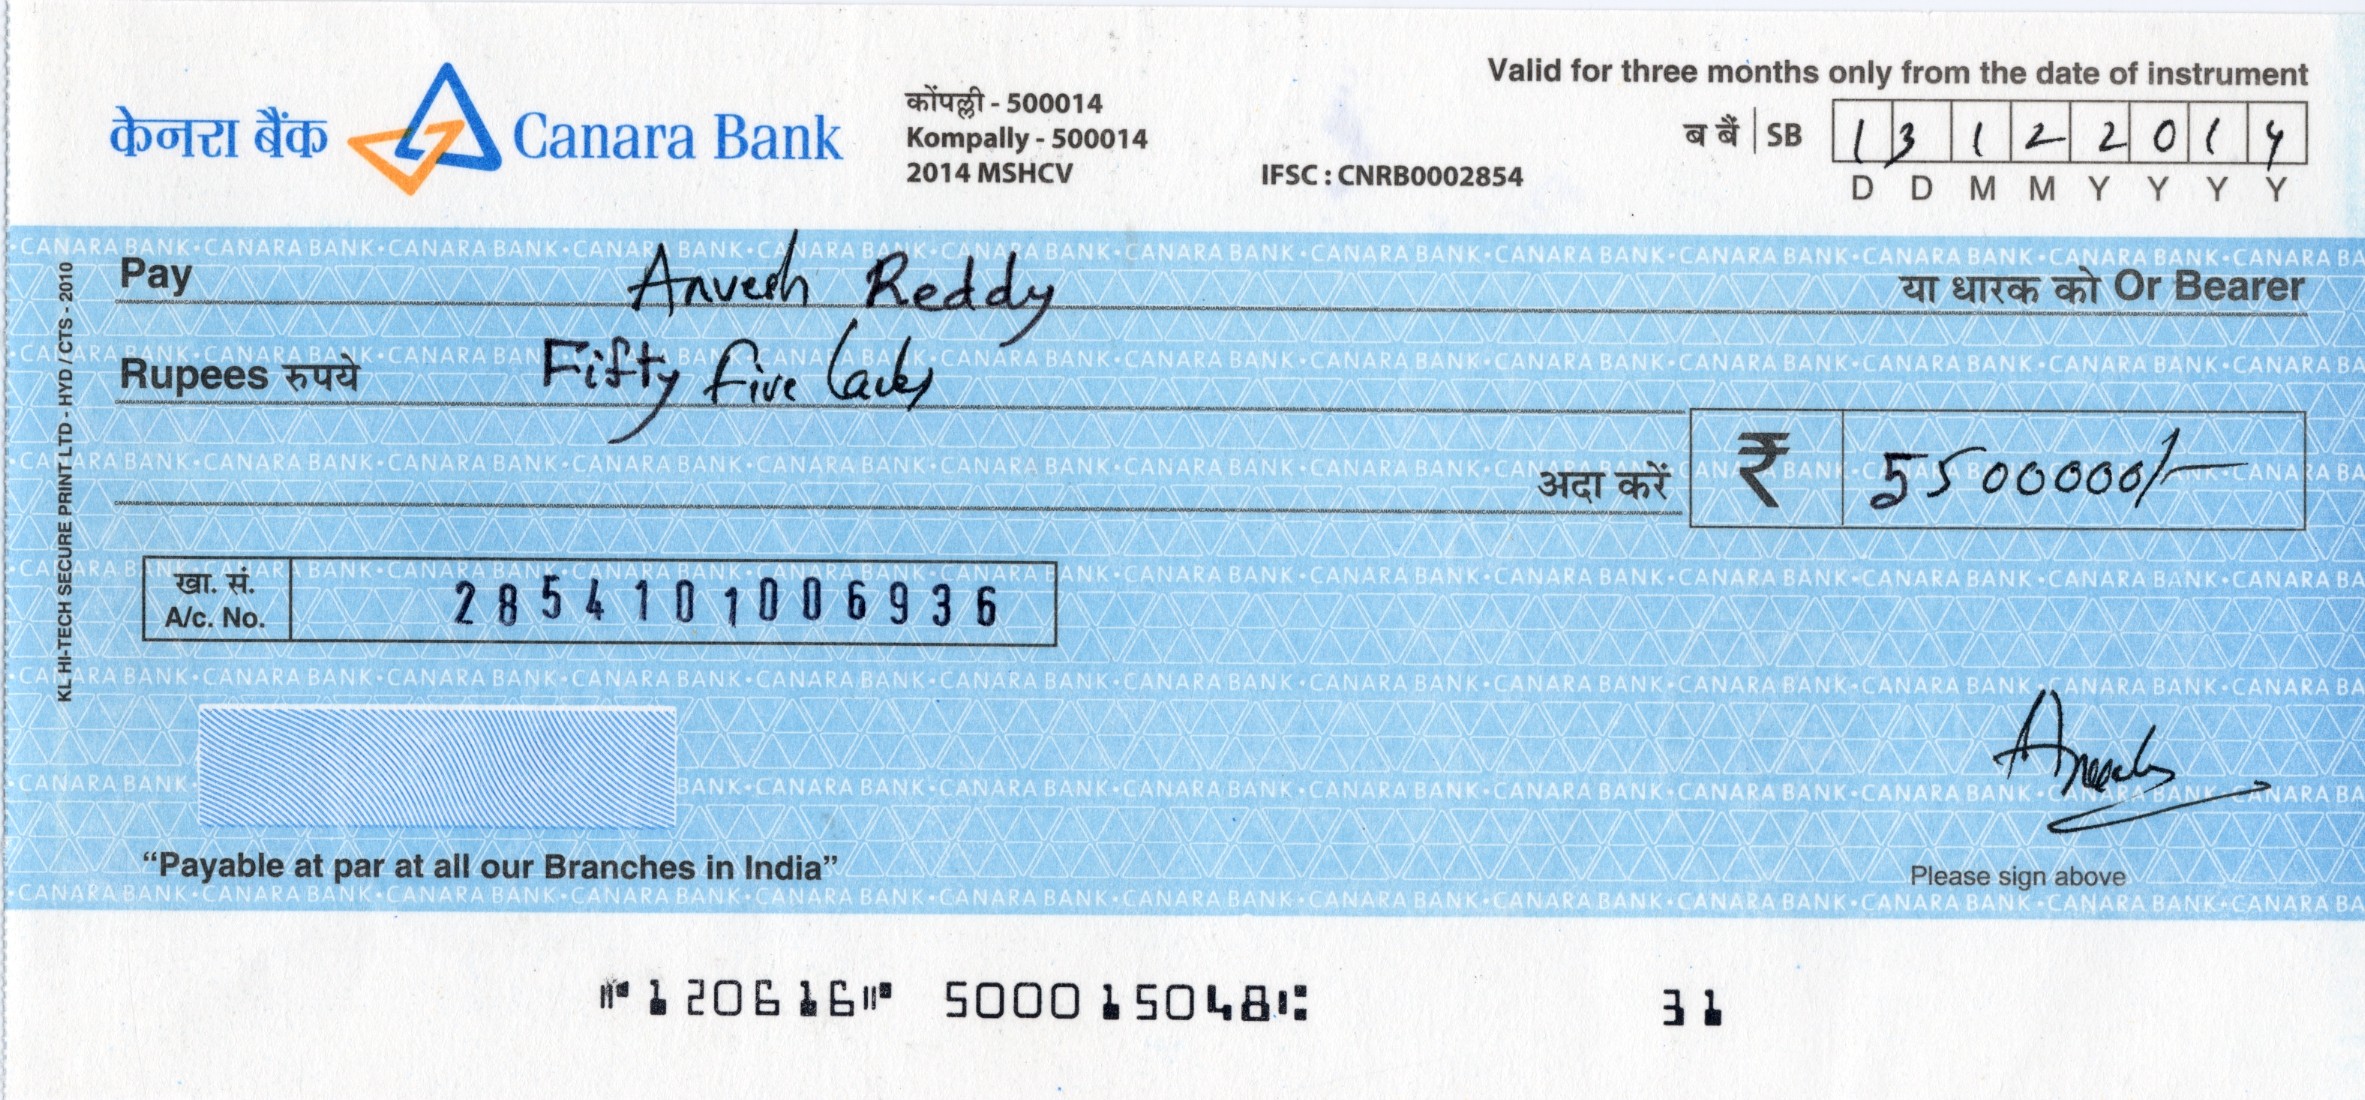 Valid for three months only from the date of instrument
केनरा बैंक Canara Bank
कोंपल्ली - 500014
Kompally - 500014
2014 MSHCV
IFSC : CNRB0002854
ब बैं SB 1 3 1 2 2 0 1 4
D D M M Y Y Y Y
Pay Anvesh Reddy या धारक को Or Bearer
Rupees रुपये Fifty five lacks
अदा करें ₹ 5500000/-
खा. सं.
A/c. No.
2854101006936
KL HI-TECH SECURE PRINT LTD - HYD / CTS - 2010
CANARA BANK
Anvesh
"Payable at par at all our Branches in India"
Please sign above
⑈120616⑈ 500015048⑆ 31